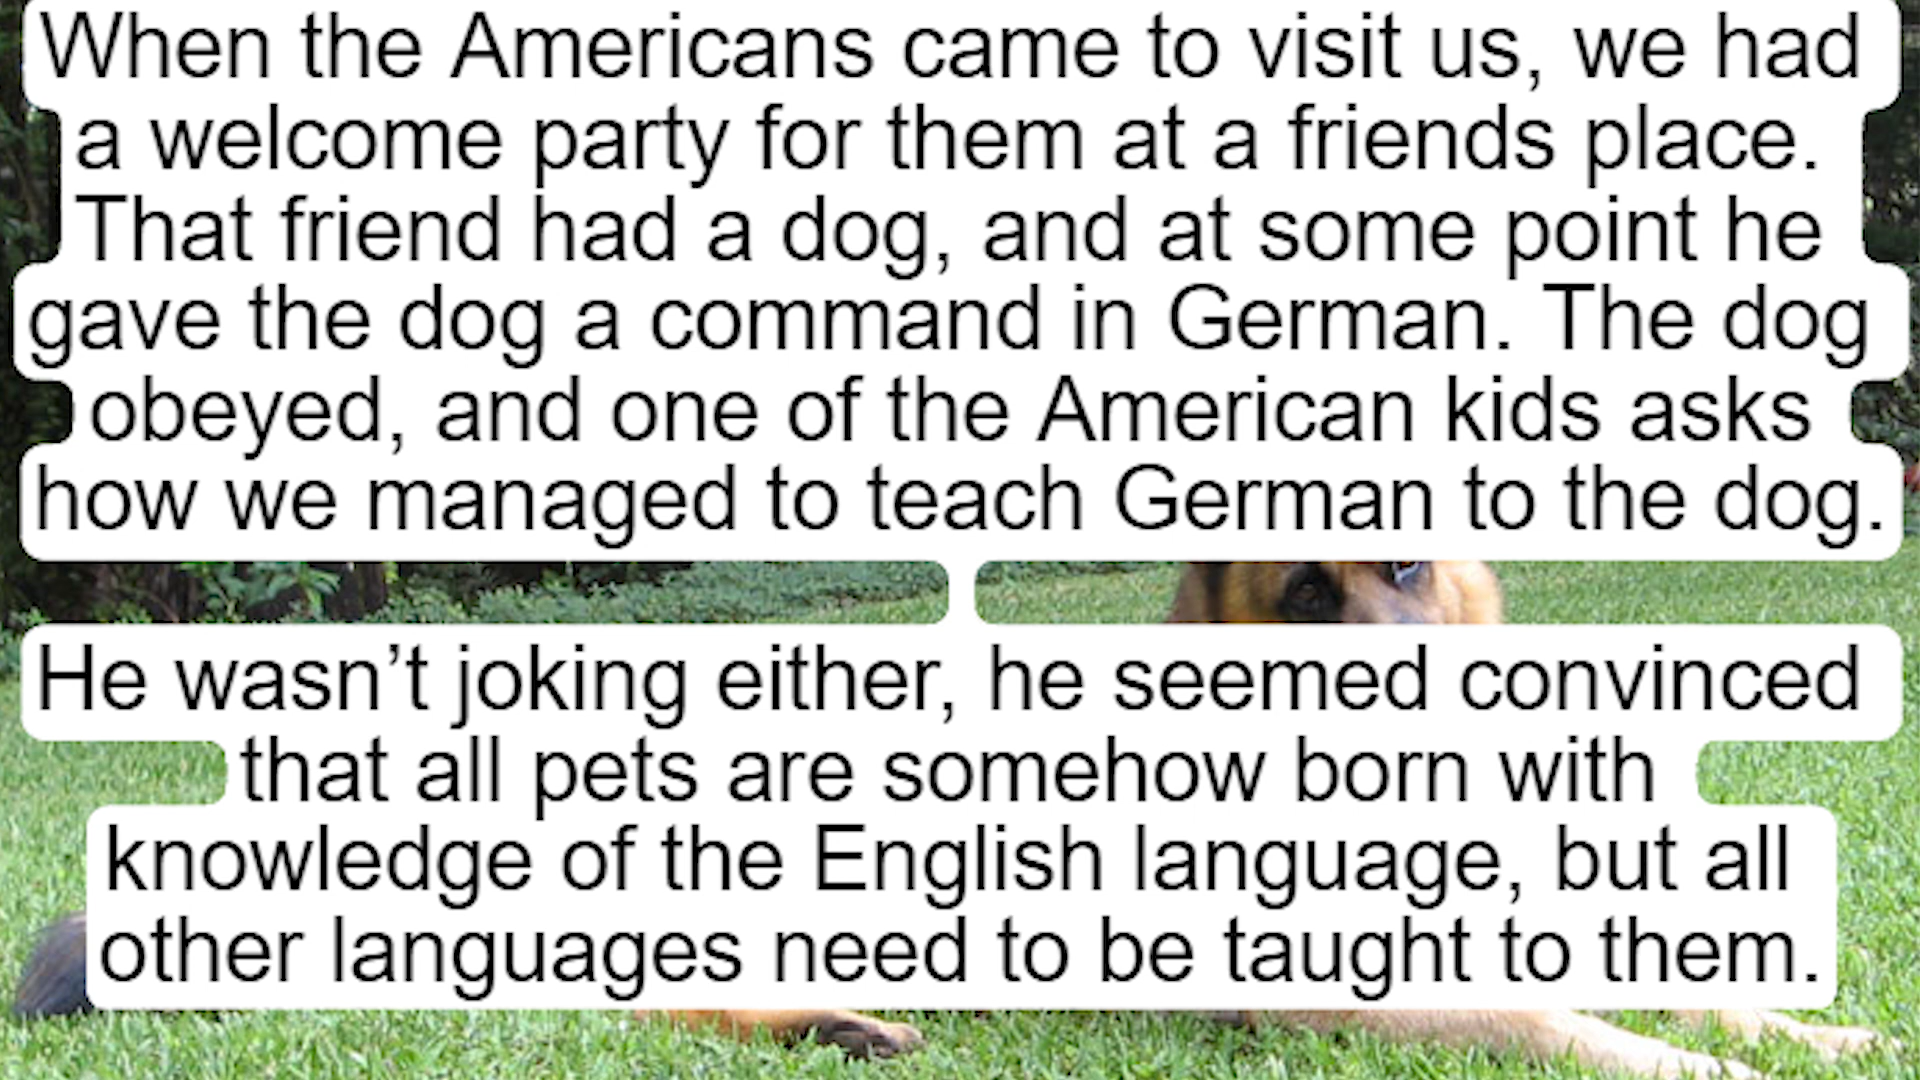 When the Americans came to visit us, we had
a welcome party for them at a friends place.
That friend had a dog, and at some point he
gave the dog a command in German. The dog
obeyed, and one of the American kids asks
how we managed to teach German to the dog.
He wasn’t joking either, he seemed convinced
that all pets are somehow born with
knowledge of the English language, but all
other languages need to be taught to them.